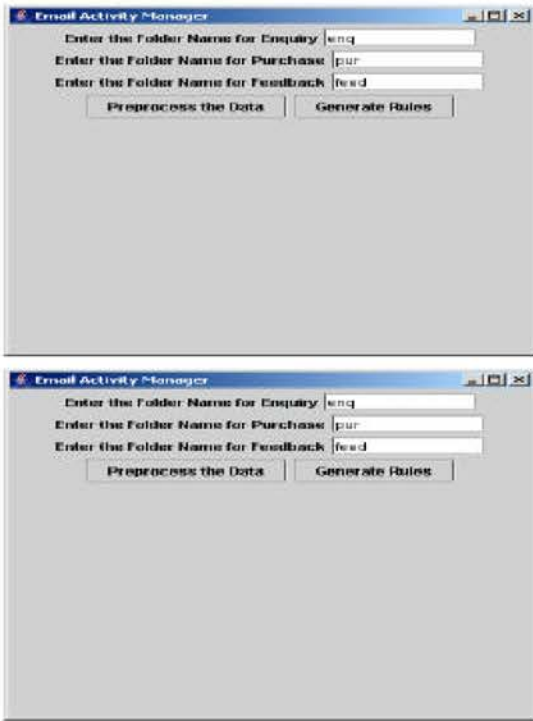 Email Activity Manager
Enter the Folder Name for Enquiry enq
Enter the Folder Name for Purchase pur
Enter the Folder Name for Feedback feed
Preprocess the Data Generate Rules
Email Activity Manager
Enter the Folder Name for Enquiry enq
Enter the Folder Name for Purchase pur
Enter the Folder Name for Feedback feed
Preprocess the Data Generate Rules